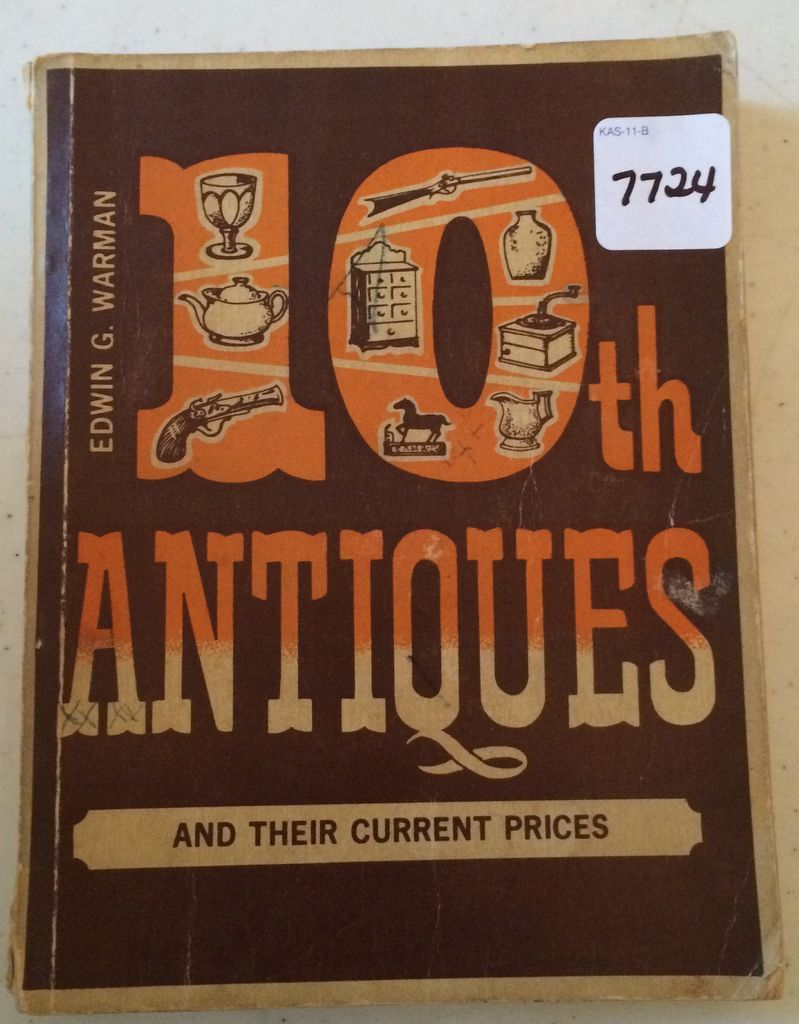 KAS-11-B
7724
EDWIN G. WARMAN
10th
ANTIQUES
AND THEIR CURRENT PRICES